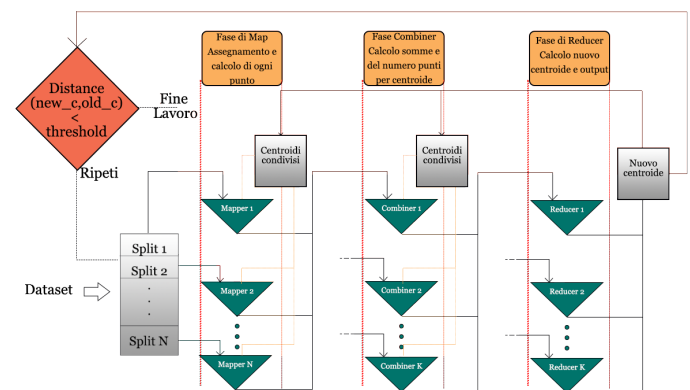 Fase di Map
Assegnamento e
calcolo di ogni
punto
Fase Combiner
Calcolo somme e
del numero punti
per centroide
Fase di Reducer
Calcolo nuovo
centroide e output
Distance
(new_c,old_c)
<
threshold
Fine
Lavoro
Ripeti
Centroidi
condivisi
Centroidi
condivisi
Nuovo
centroide
Mapper 1
Combiner 1
Reducer 1
Split 1
Split 2
.
.
.
Split N
Dataset
Mapper 2
Combiner 2
Reducer 2
Mapper N
Combiner K
Reducer K